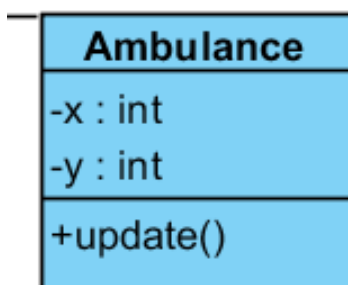 Ambulance
-x : int
-y : int
+update()